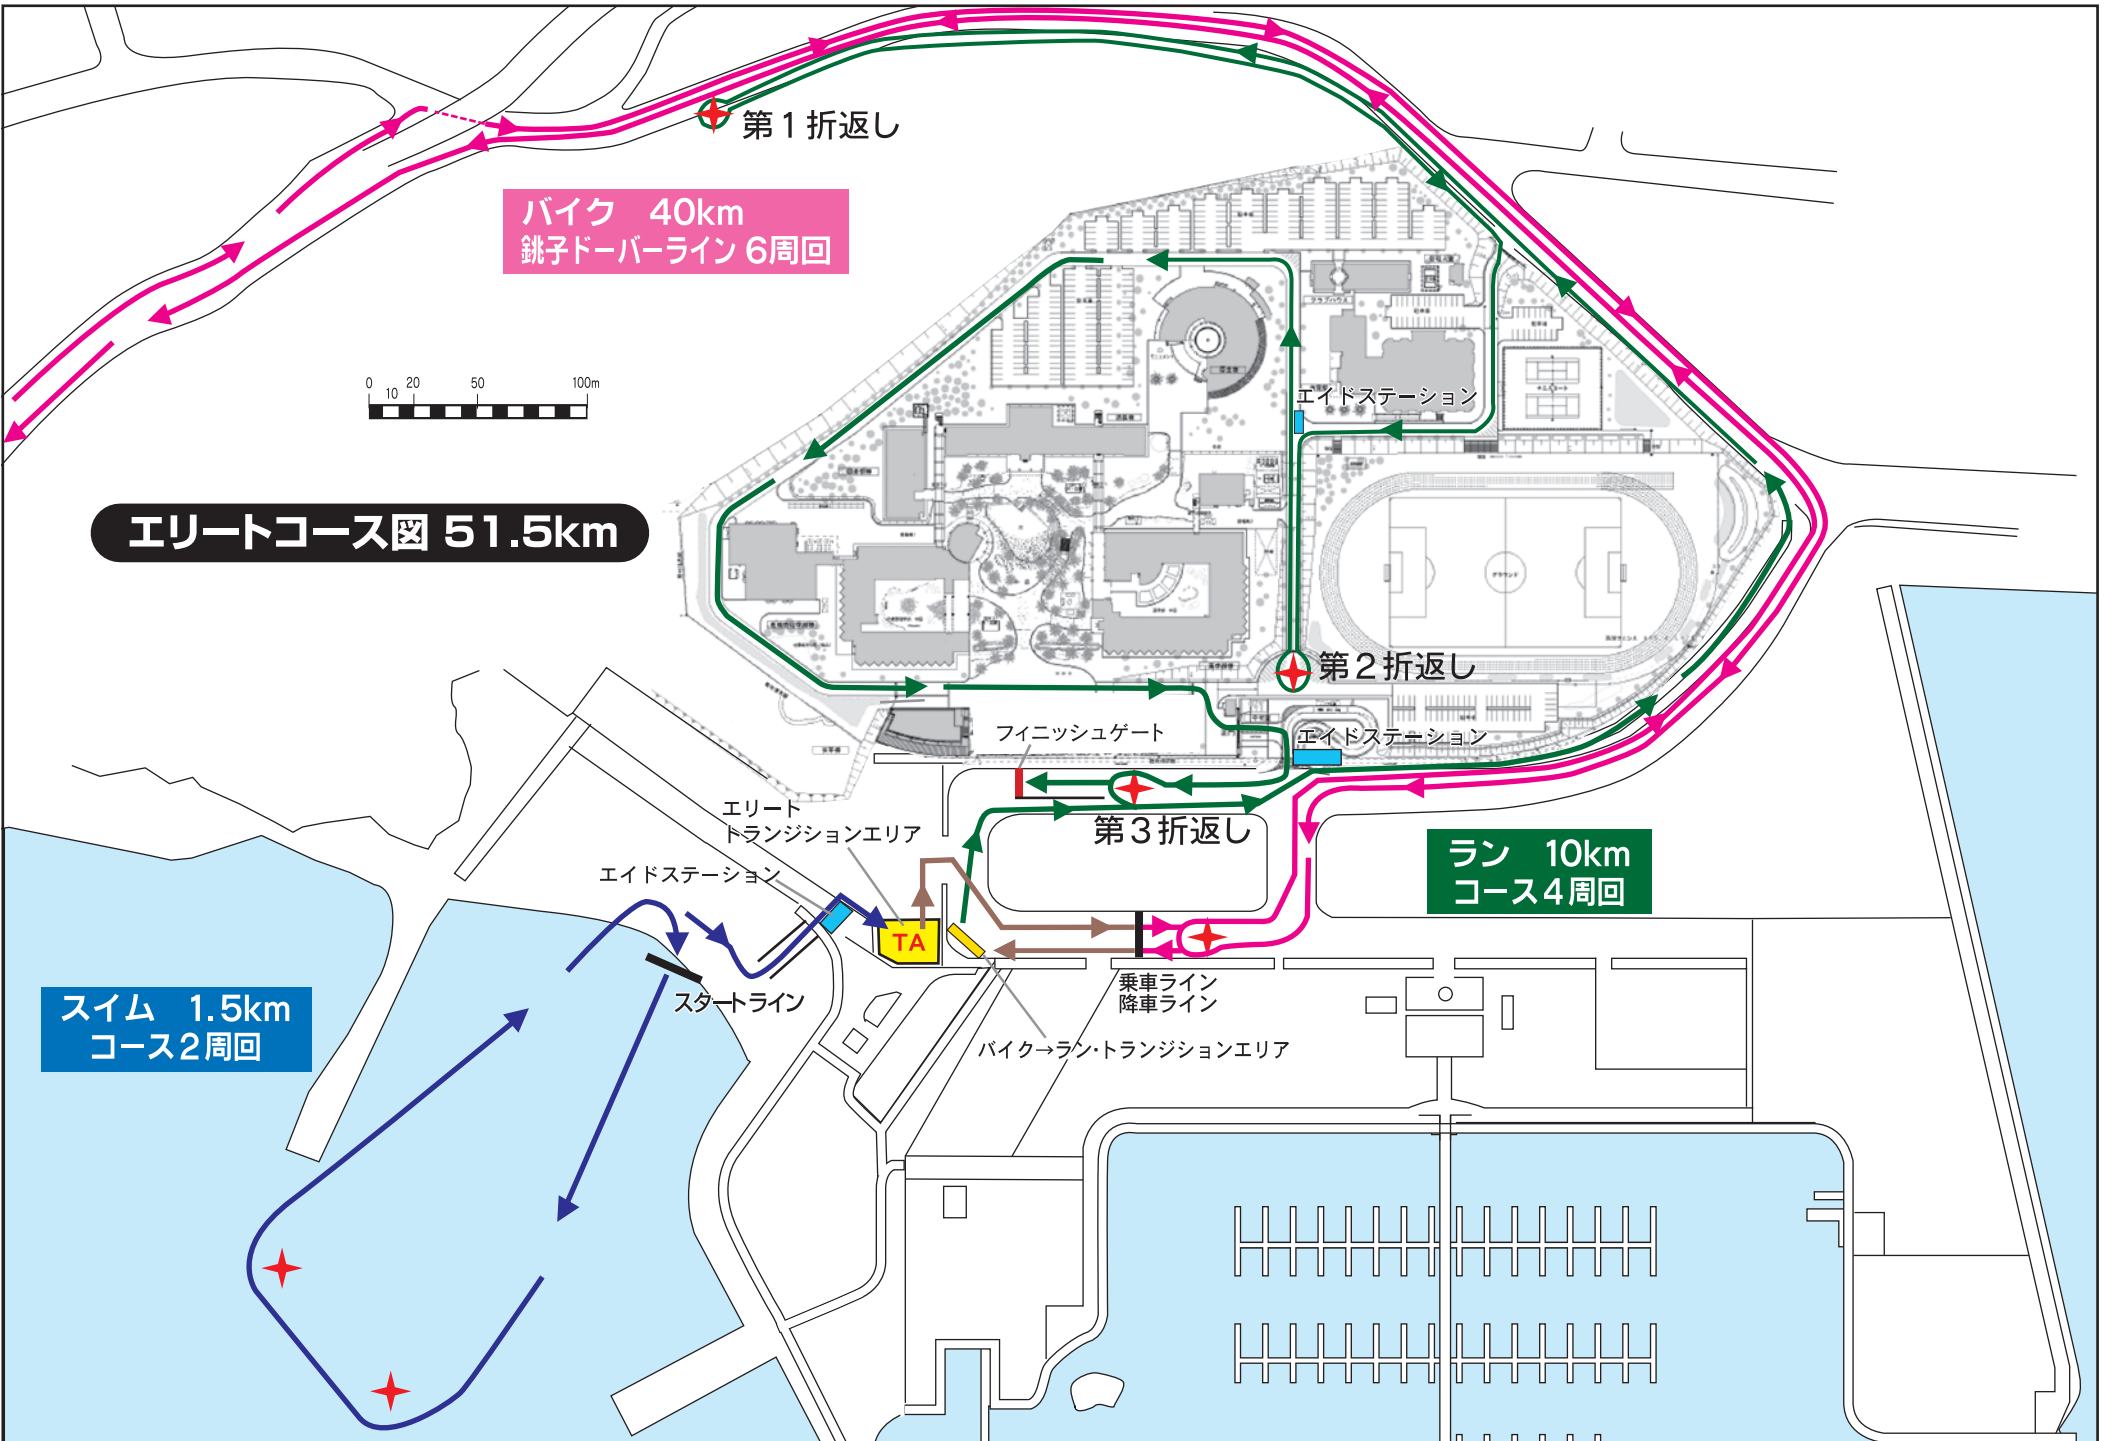 第1折返し
バイク 40km
銚子ドーバーライン 6周回
0 10 20 50 100m
エイドステーション
エリートコース図 51.5km
グラウンド
第2折返し
フィニッシュゲート
エイドステーション
エリート
トランジションエリア
第3折返し
ラン 10km
コース4周回
エイドステーション
TA
スタートライン
乗車ライン
降車ライン
スイム 1.5km
コース2周回
バイク→ラン・トランジションエリア